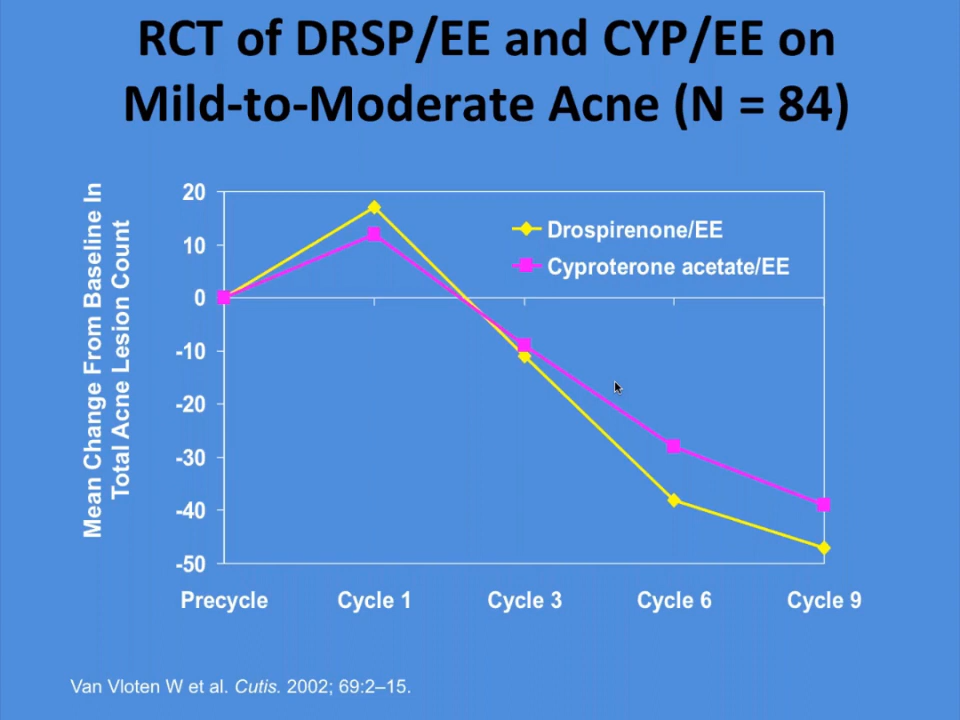 RCT of DRSP/EE and CYP/EE on
Mild-to-Moderate Acne (N = 84)
Mean Change From Baseline In
Total Acne Lesion Count
20
10
0
-10
-20
-30
-40
-50
Drospirenone/EE
Cyproterone acetate/EE
Precycle Cycle 1 Cycle 3 Cycle 6 Cycle 9
Van Vloten W et al. Cutis. 2002; 69:2–15.